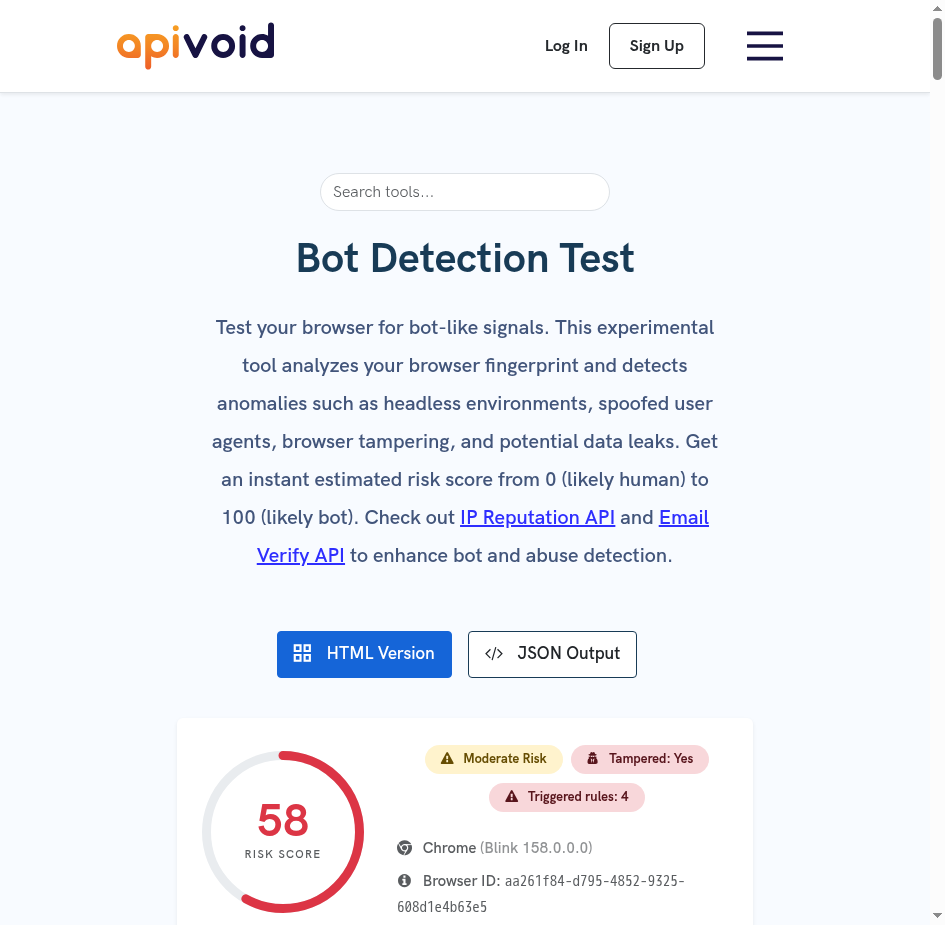 apivoid
Log In
Sign Up
Search tools...
Bot Detection Test
Test your browser for bot-like signals. This experimental
tool analyzes your browser fingerprint and detects
anomalies such as headless environments, spoofed user
agents, browser tampering, and potential data leaks. Get
an instant estimated risk score from 0 (likely human) to
100 (likely bot). Check out IP Reputation API and Email
Verify API to enhance bot and abuse detection.
HTML Version
</> JSON Output
58
RISK SCORE
Moderate Risk
Tampered: Yes
Triggered rules: 4
Chrome (Blink 158.0.0.0)
Browser ID: aa261f84-d795-4852-9325-
608d1e4b63e5